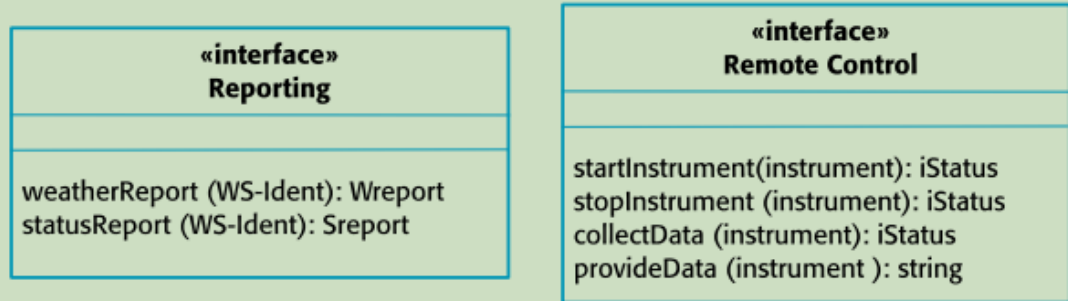 «interface»
Reporting
weatherReport (WS-Ident): Wreport
statusReport (WS-Ident): Sreport
«interface»
Remote Control
startInstrument(instrument): iStatus
stopInstrument (instrument): iStatus
collectData (instrument): iStatus
provideData (instrument ): string